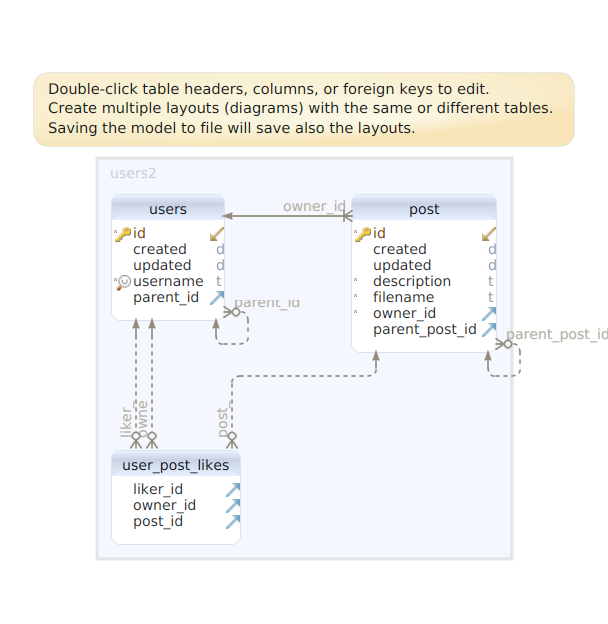 Double-click table headers, columns, or foreign keys to edit.
Create multiple layouts (diagrams) with the same or different tables.
Saving the model to file will save also the layouts.
users2
users
id
created d
updated d
username t
parent_id
owner_id
post
id
created d
updated d
description t
filename t
owner_id
parent_post_id
parent_id
parent_post_id
liker_
owne
post_
user_post_likes
liker_id
owner_id
post_id